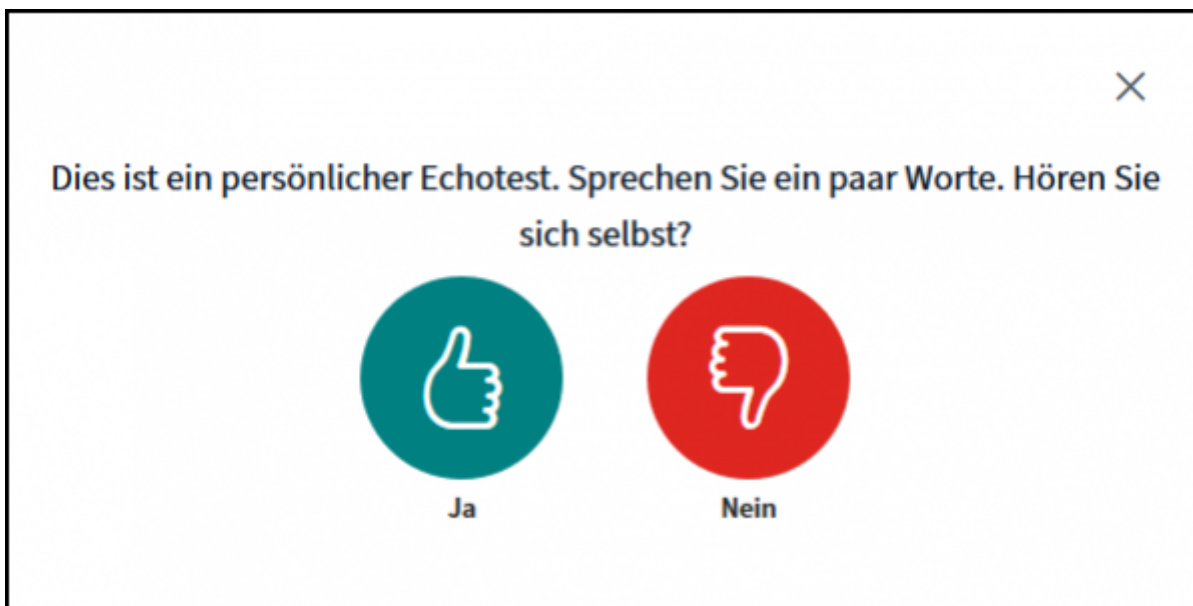 Dies ist ein persönlicher Echotest. Sprechen Sie ein paar Worte. Hören Sie
sich selbst?
Ja
Nein